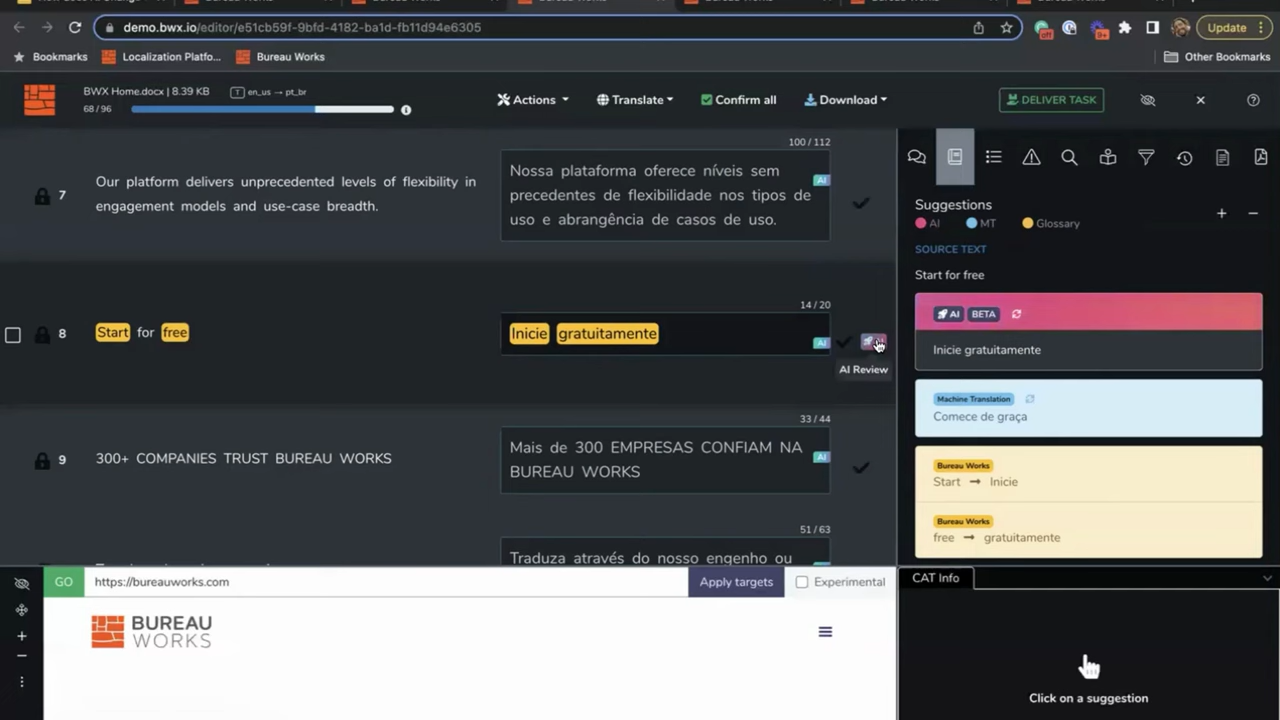 Bureau Works
demo.bwx.io/editor/e51cb59f-9bfd-4182-ba1d-fb11d94e6305
Update
Bookmarks
Localization Platfo...
Bureau Works
Other Bookmarks
BWX Home.docx | 8.39 KB
T en_us → pt_br
68 / 96
Actions
Translate
Confirm all
Download
DELIVER TASK
100 / 112
7
Our platform delivers unprecedented levels of flexibility in
engagement models and use-case breadth.
Nossa plataforma oferece níveis sem
precedentes de flexibilidade nos tipos de
uso e abrangência de casos de uso.
AI
14 / 20
8
Start for free
Inicie gratuitamente
AI
AI Review
33 / 44
9
300+ COMPANIES TRUST BUREAU WORKS
Mais de 300 EMPRESAS CONFIAM NA
BUREAU WORKS
AI
51 / 63
Traduza através do nosso engenho ou
Suggestions
AI
MT
Glossary
SOURCE TEXT
Start for free
AI BETA
Inicie gratuitamente
Machine Translation
Comece de graça
Bureau Works
Start → Inicie
Bureau Works
free → gratuitamente
GO
https://bureauworks.com
Apply targets
Experimental
BUREAU
WORKS
CAT Info
Click on a suggestion